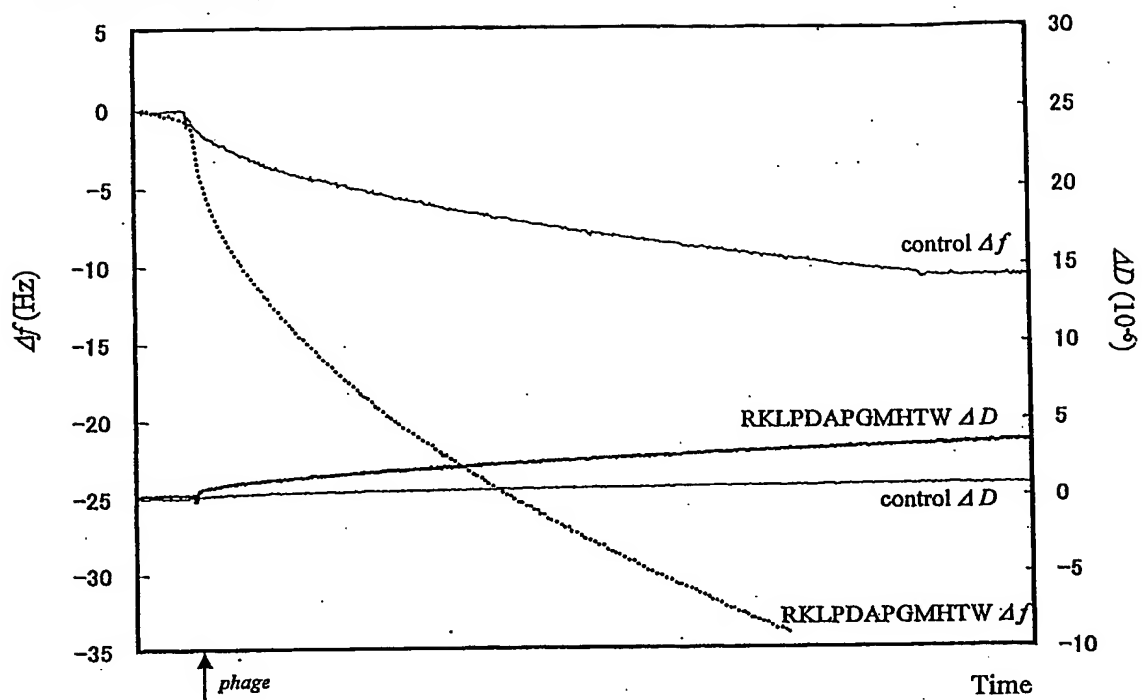 5
0
−5
−10
−15
−20
−25
−30
−35
Δf (Hz)
30
25
20
15
10
5
0
−5
−10
ΔD (10-6)
control Δf
RKLPDAPGMHTW ΔD
control ΔD
RKLPDAPGMHTW Δf
phage
Time